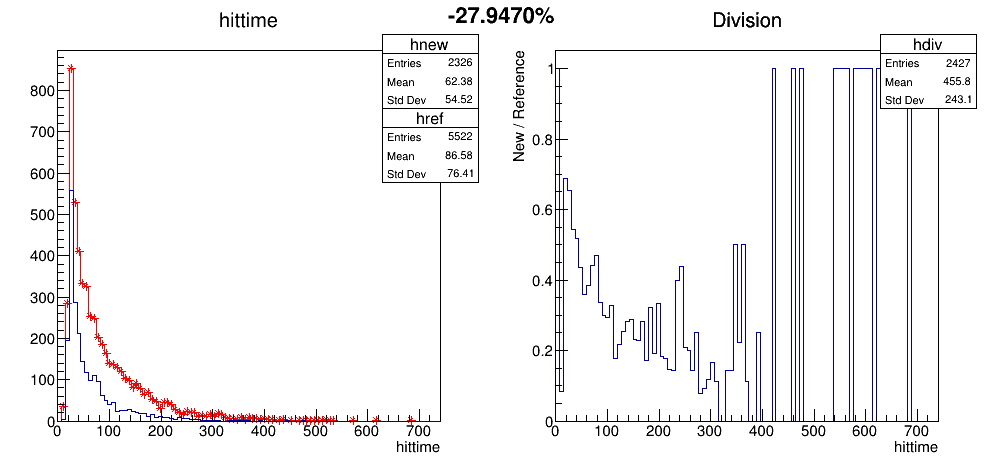 -27.9470%
hittime
hnew
Entries 2326
Mean 62.38
Std Dev 54.52
href
Entries 5522
Mean 86.58
Std Dev 76.41
800
700
600
500
400
300
200
100
0
0 100 200 300 400 500 600 700
hittime
Division
hdiv
Entries 2427
Mean 455.8
Std Dev 243.1
New / Reference
1
0.8
0.6
0.4
0.2
0
0 100 200 300 400 500 600 700
hittime